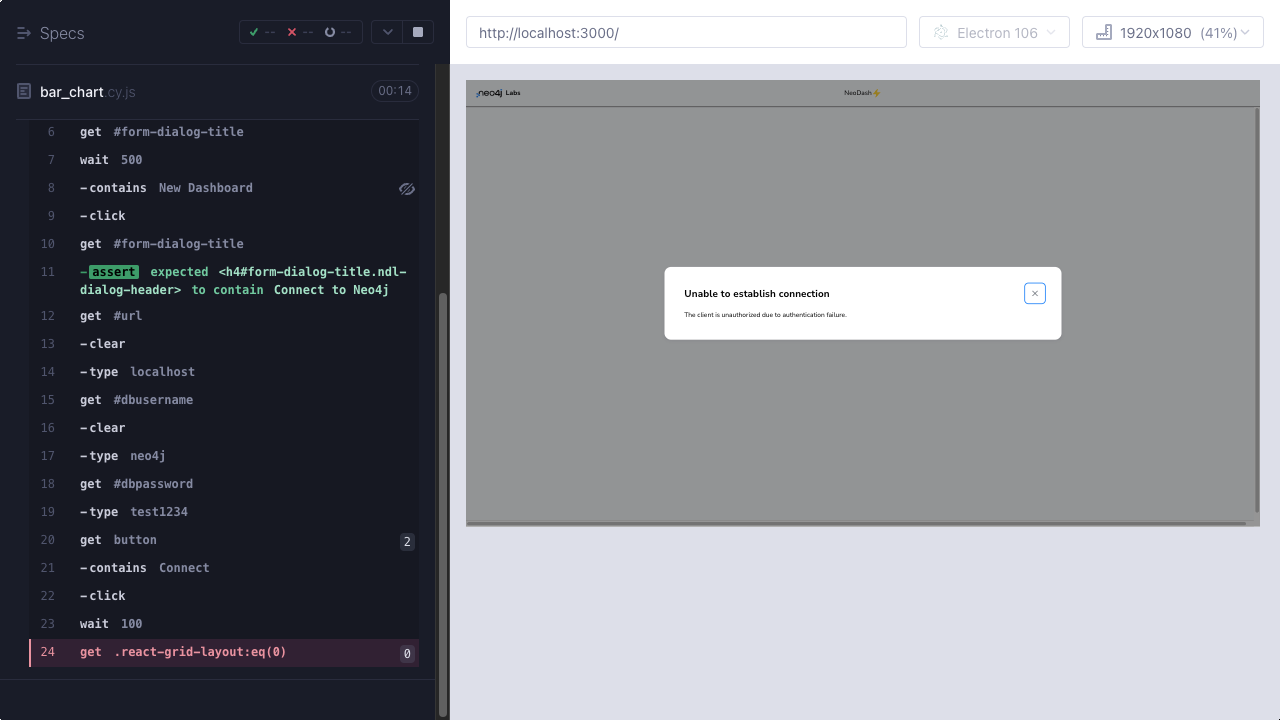 Specs
-- -- --
bar_chart.cy.js 00:14
6 get #form-dialog-title
7 wait 500
8 -contains New Dashboard
9 -click
10 get #form-dialog-title
11 -assert expected <h4#form-dialog-title.ndl-
dialog-header> to contain Connect to Neo4j
12 get #url
13 -clear
14 -type localhost
15 get #dbusername
16 -clear
17 -type neo4j
18 get #dbpassword
19 -type test1234
20 get button 2
21 -contains Connect
22 -click
23 wait 100
24 get .react-grid-layout:eq(0) 0
http://localhost:3000/
Electron 106
1920x1080 (41%)
neo4j Labs
NeoDash⚡
Unable to establish connection
The client is unauthorized due to authentication failure.